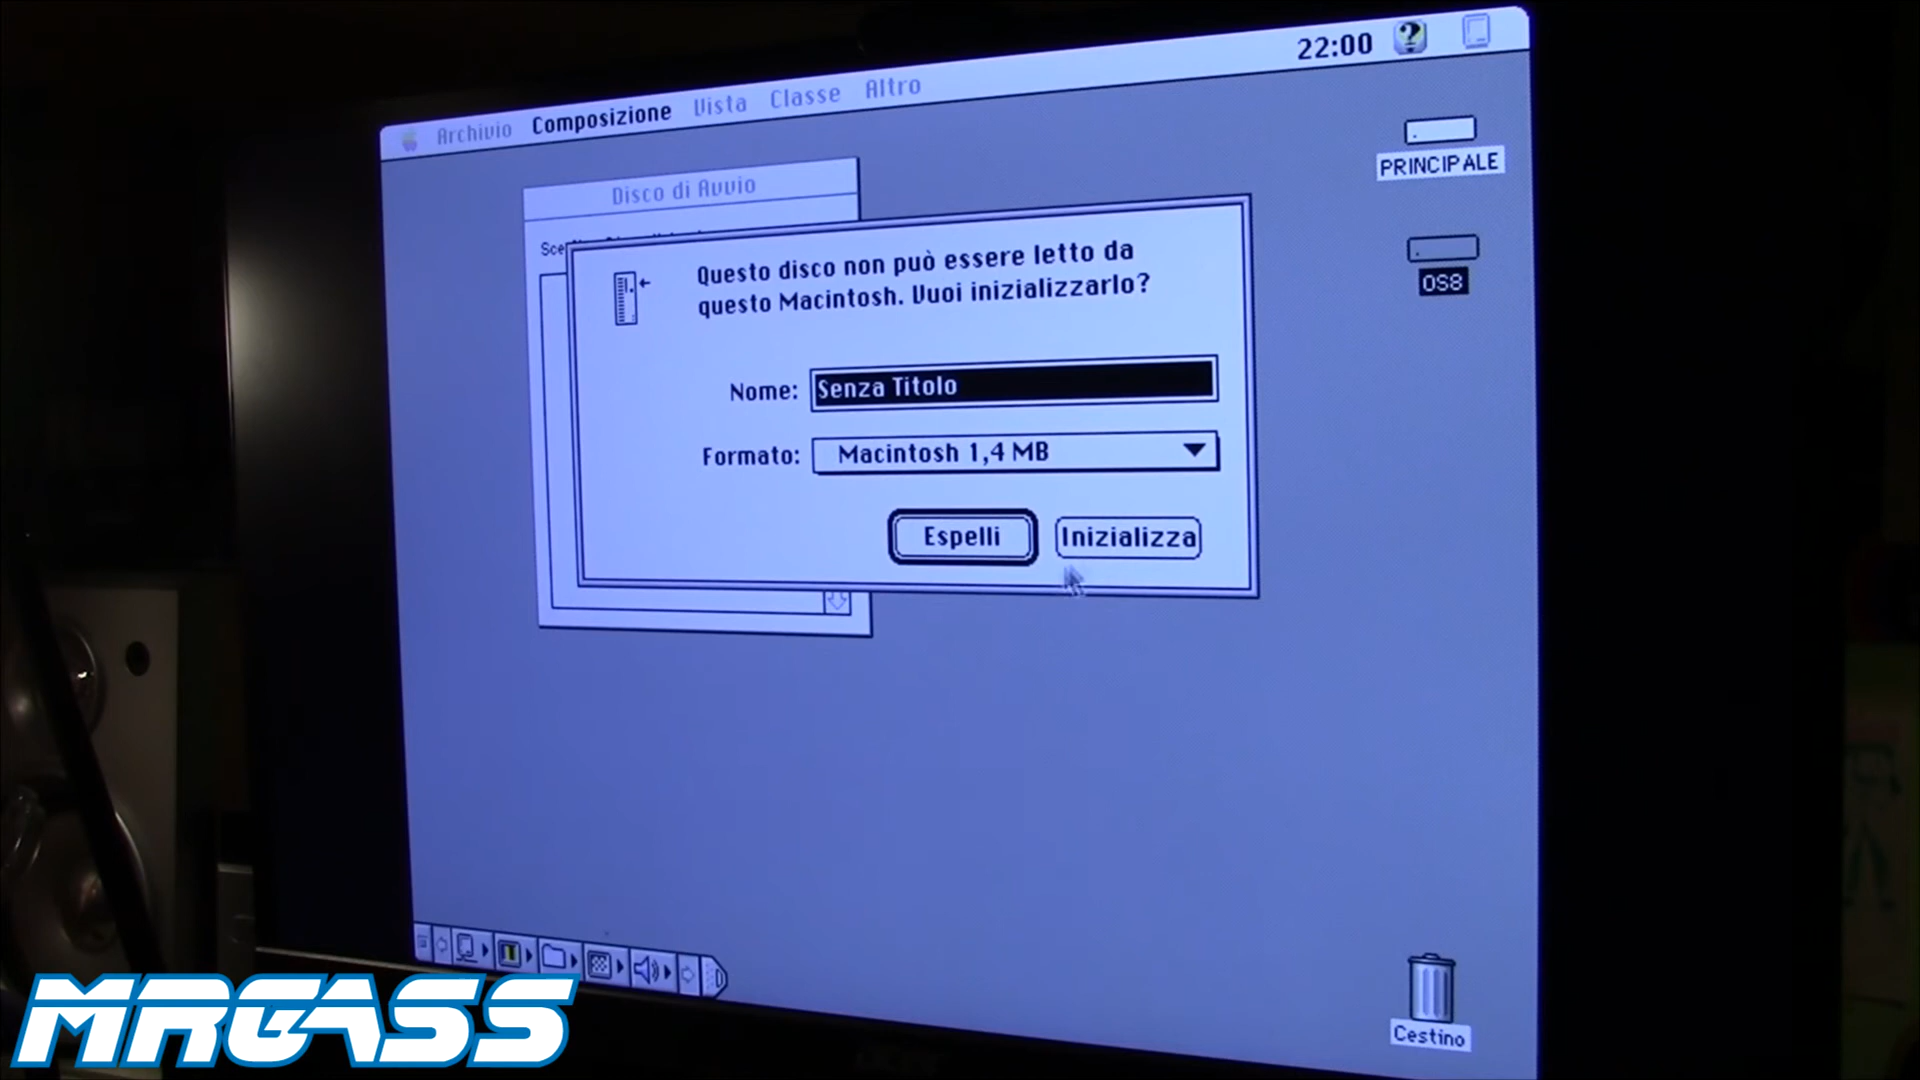 22:00
Archivio Composizione Vista Classe Altro
PRINCIPALE
OS8
Disco di Avvio
Questo disco non può essere letto da
questo Macintosh. Vuoi inizializzarlo?
Nome: Senza Titolo
Formato: Macintosh 1,4 MB
Espelli Inizializza
Cestino
MRGASS